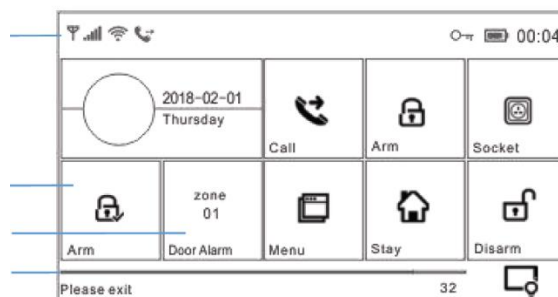 00:04
2018-02-01
Thursday
Call
Arm
Socket
zone
01
Arm
Door Alarm
Menu
Stay
Disarm
Please exit
32